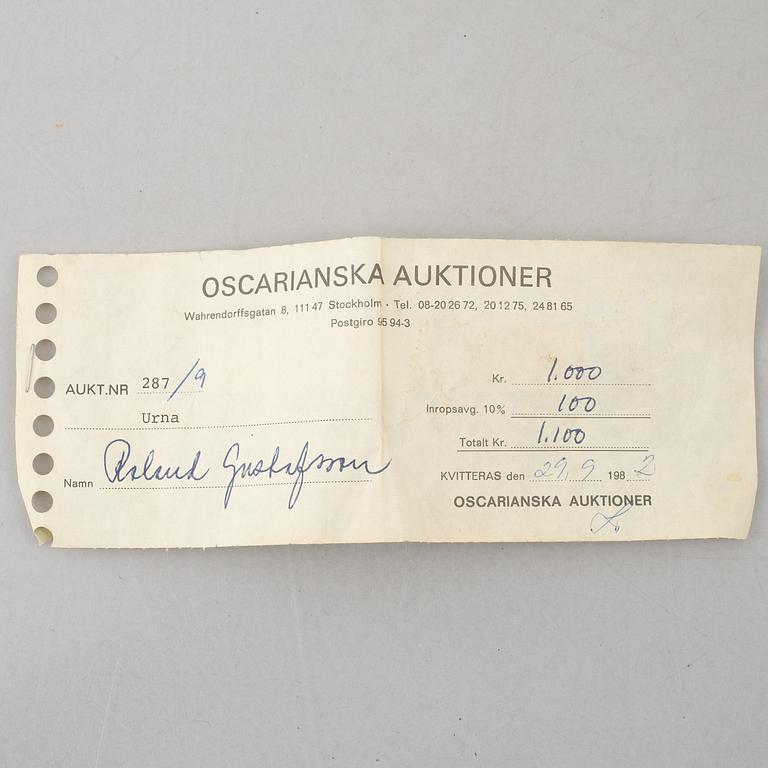 OSCARIANSKA AUKTIONER
Wahrendorffsgatan 8, 111 47 Stockholm · Tel. 08-20 26 72, 20 12 75, 24 81 65
Postgiro 95 94-3
AUKT.NR 287/9
Urna
Namn Roland Gustafsson
Kr. 1.000
Inropsavg. 10% 100
Totalt Kr. 1.100
KVITTERAS den 29.9 1982
OSCARIANSKA AUKTIONER